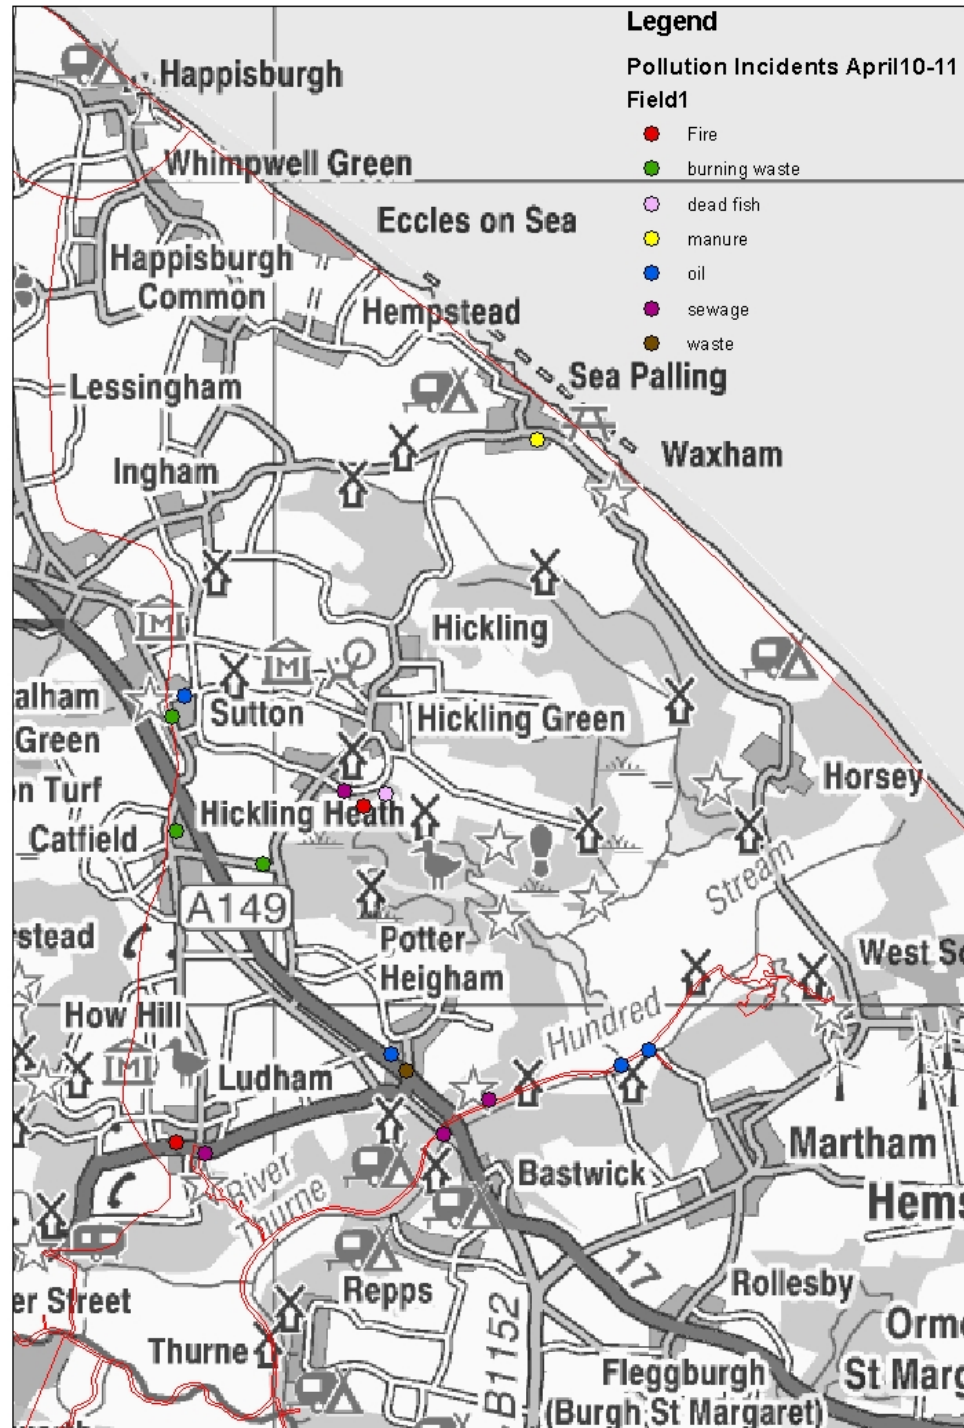 Legend
Pollution Incidents April10-11
Field1
Fire
burning waste
dead fish
manure
oil
sewage
waste
Happisburgh
Whimpwell Green
Eccles on Sea
Happisburgh
Common
Hempstead
Sea Palling
Lessingham
Waxham
Ingham
Hickling
alham
Green
Sutton
Hickling Green
n Turf
Horsey
Hickling Heath
Catfield
Stream
A149
rstead
Potter
Heigham
West So
How Hill
Hundred
Ludham
Martham
River
Thurne
Bastwick
Hems
17
Rollesby
er Street
Repps
Orme
Thurne
B1152
Fleggburgh
St Marg
(Burgh St Margaret)